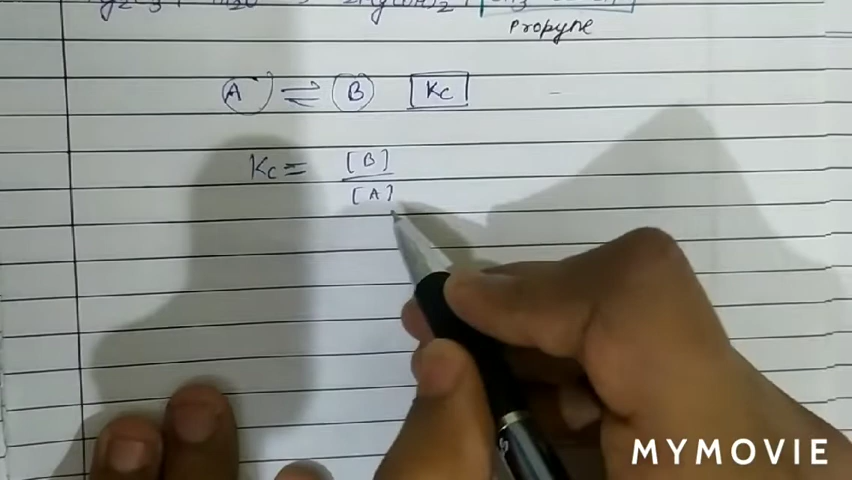 Propyne
A ⇌ B Kc
Kc = [B]
[A]
MYMOVIE